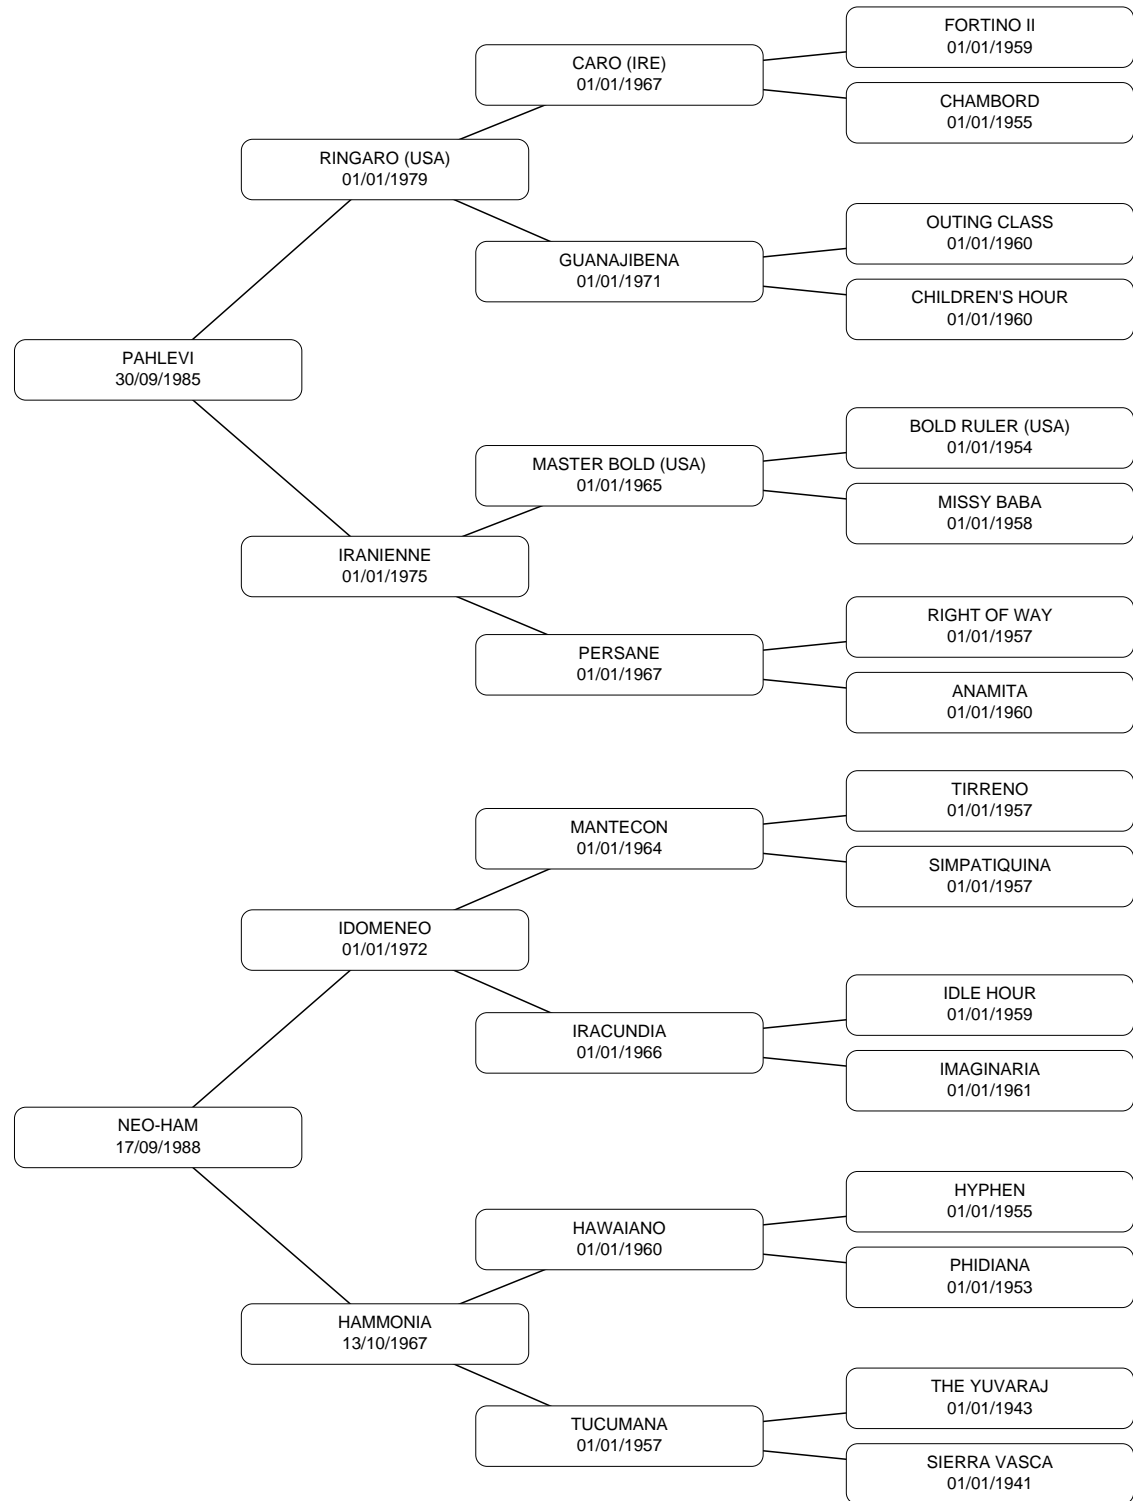 FORTINO II
01/01/1959
CARO (IRE)
01/01/1967
CHAMBORD
01/01/1955
RINGARO (USA)
01/01/1979
OUTING CLASS
01/01/1960
GUANAJIBENA
01/01/1971
CHILDREN'S HOUR
01/01/1960
PAHLEVI
30/09/1985
BOLD RULER (USA)
01/01/1954
MASTER BOLD (USA)
01/01/1965
MISSY BABA
01/01/1958
IRANIENNE
01/01/1975
RIGHT OF WAY
01/01/1957
PERSANE
01/01/1967
ANAMITA
01/01/1960
TIRRENO
01/01/1957
MANTECON
01/01/1964
SIMPATIQUINA
01/01/1957
IDOMENEO
01/01/1972
IDLE HOUR
01/01/1959
IRACUNDIA
01/01/1966
IMAGINARIA
01/01/1961
NEO-HAM
17/09/1988
HYPHEN
01/01/1955
HAWAIANO
01/01/1960
PHIDIANA
01/01/1953
HAMMONIA
13/10/1967
THE YUVARAJ
01/01/1943
TUCUMANA
01/01/1957
SIERRA VASCA
01/01/1941